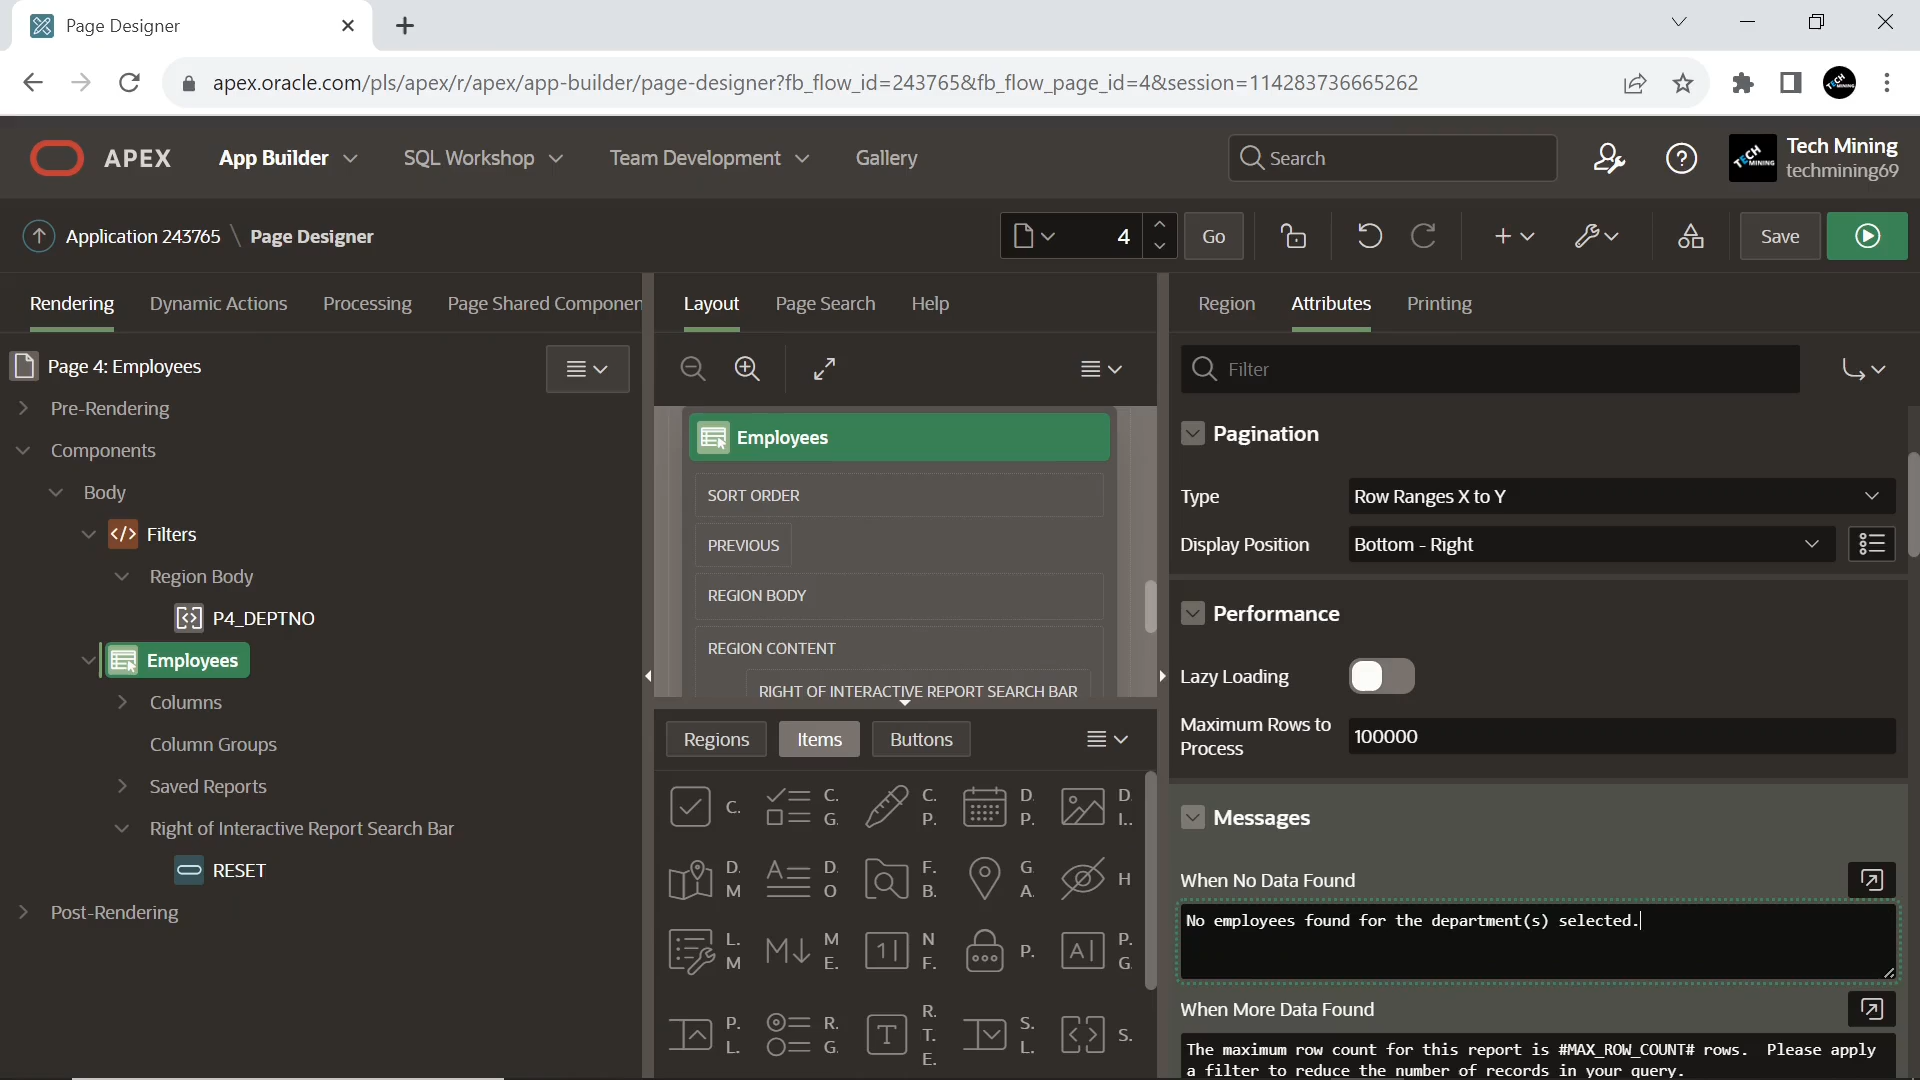 Page Designer
apex.oracle.com/pls/apex/r/apex/app-builder/page-designer?fb_flow_id=243765&fb_flow_page_id=4&session=114283736665262
APEX
App Builder
SQL Workshop
Team Development
Gallery
Search
Tech Mining
techmining69
Application 243765 \ Page Designer
4
Go
Save
Rendering
Dynamic Actions
Processing
Page Shared Componen
Page 4: Employees
Pre-Rendering
Components
Body
Filters
Region Body
P4_DEPTNO
Employees
Columns
Column Groups
Saved Reports
Right of Interactive Report Search Bar
RESET
Post-Rendering
Layout
Page Search
Help
Employees
SORT ORDER
PREVIOUS
REGION BODY
REGION CONTENT
RIGHT OF INTERACTIVE REPORT SEARCH BAR
Regions
Items
Buttons
C.
C. G.
C. P.
D. P.
D. I..
D. M
D. O
F. B.
G. A.
H
L. M
M E.
N F.
P.
P. G.
P. L.
R. G.
R. T. E.
S. L.
S.
Region
Attributes
Printing
Filter
Pagination
Type
Row Ranges X to Y
Display Position
Bottom - Right
Performance
Lazy Loading
Maximum Rows to
Process
100000
Messages
When No Data Found
No employees found for the department(s) selected.
When More Data Found
The maximum row count for this report is #MAX_ROW_COUNT# rows.  Please apply
a filter to reduce the number of records in your query.